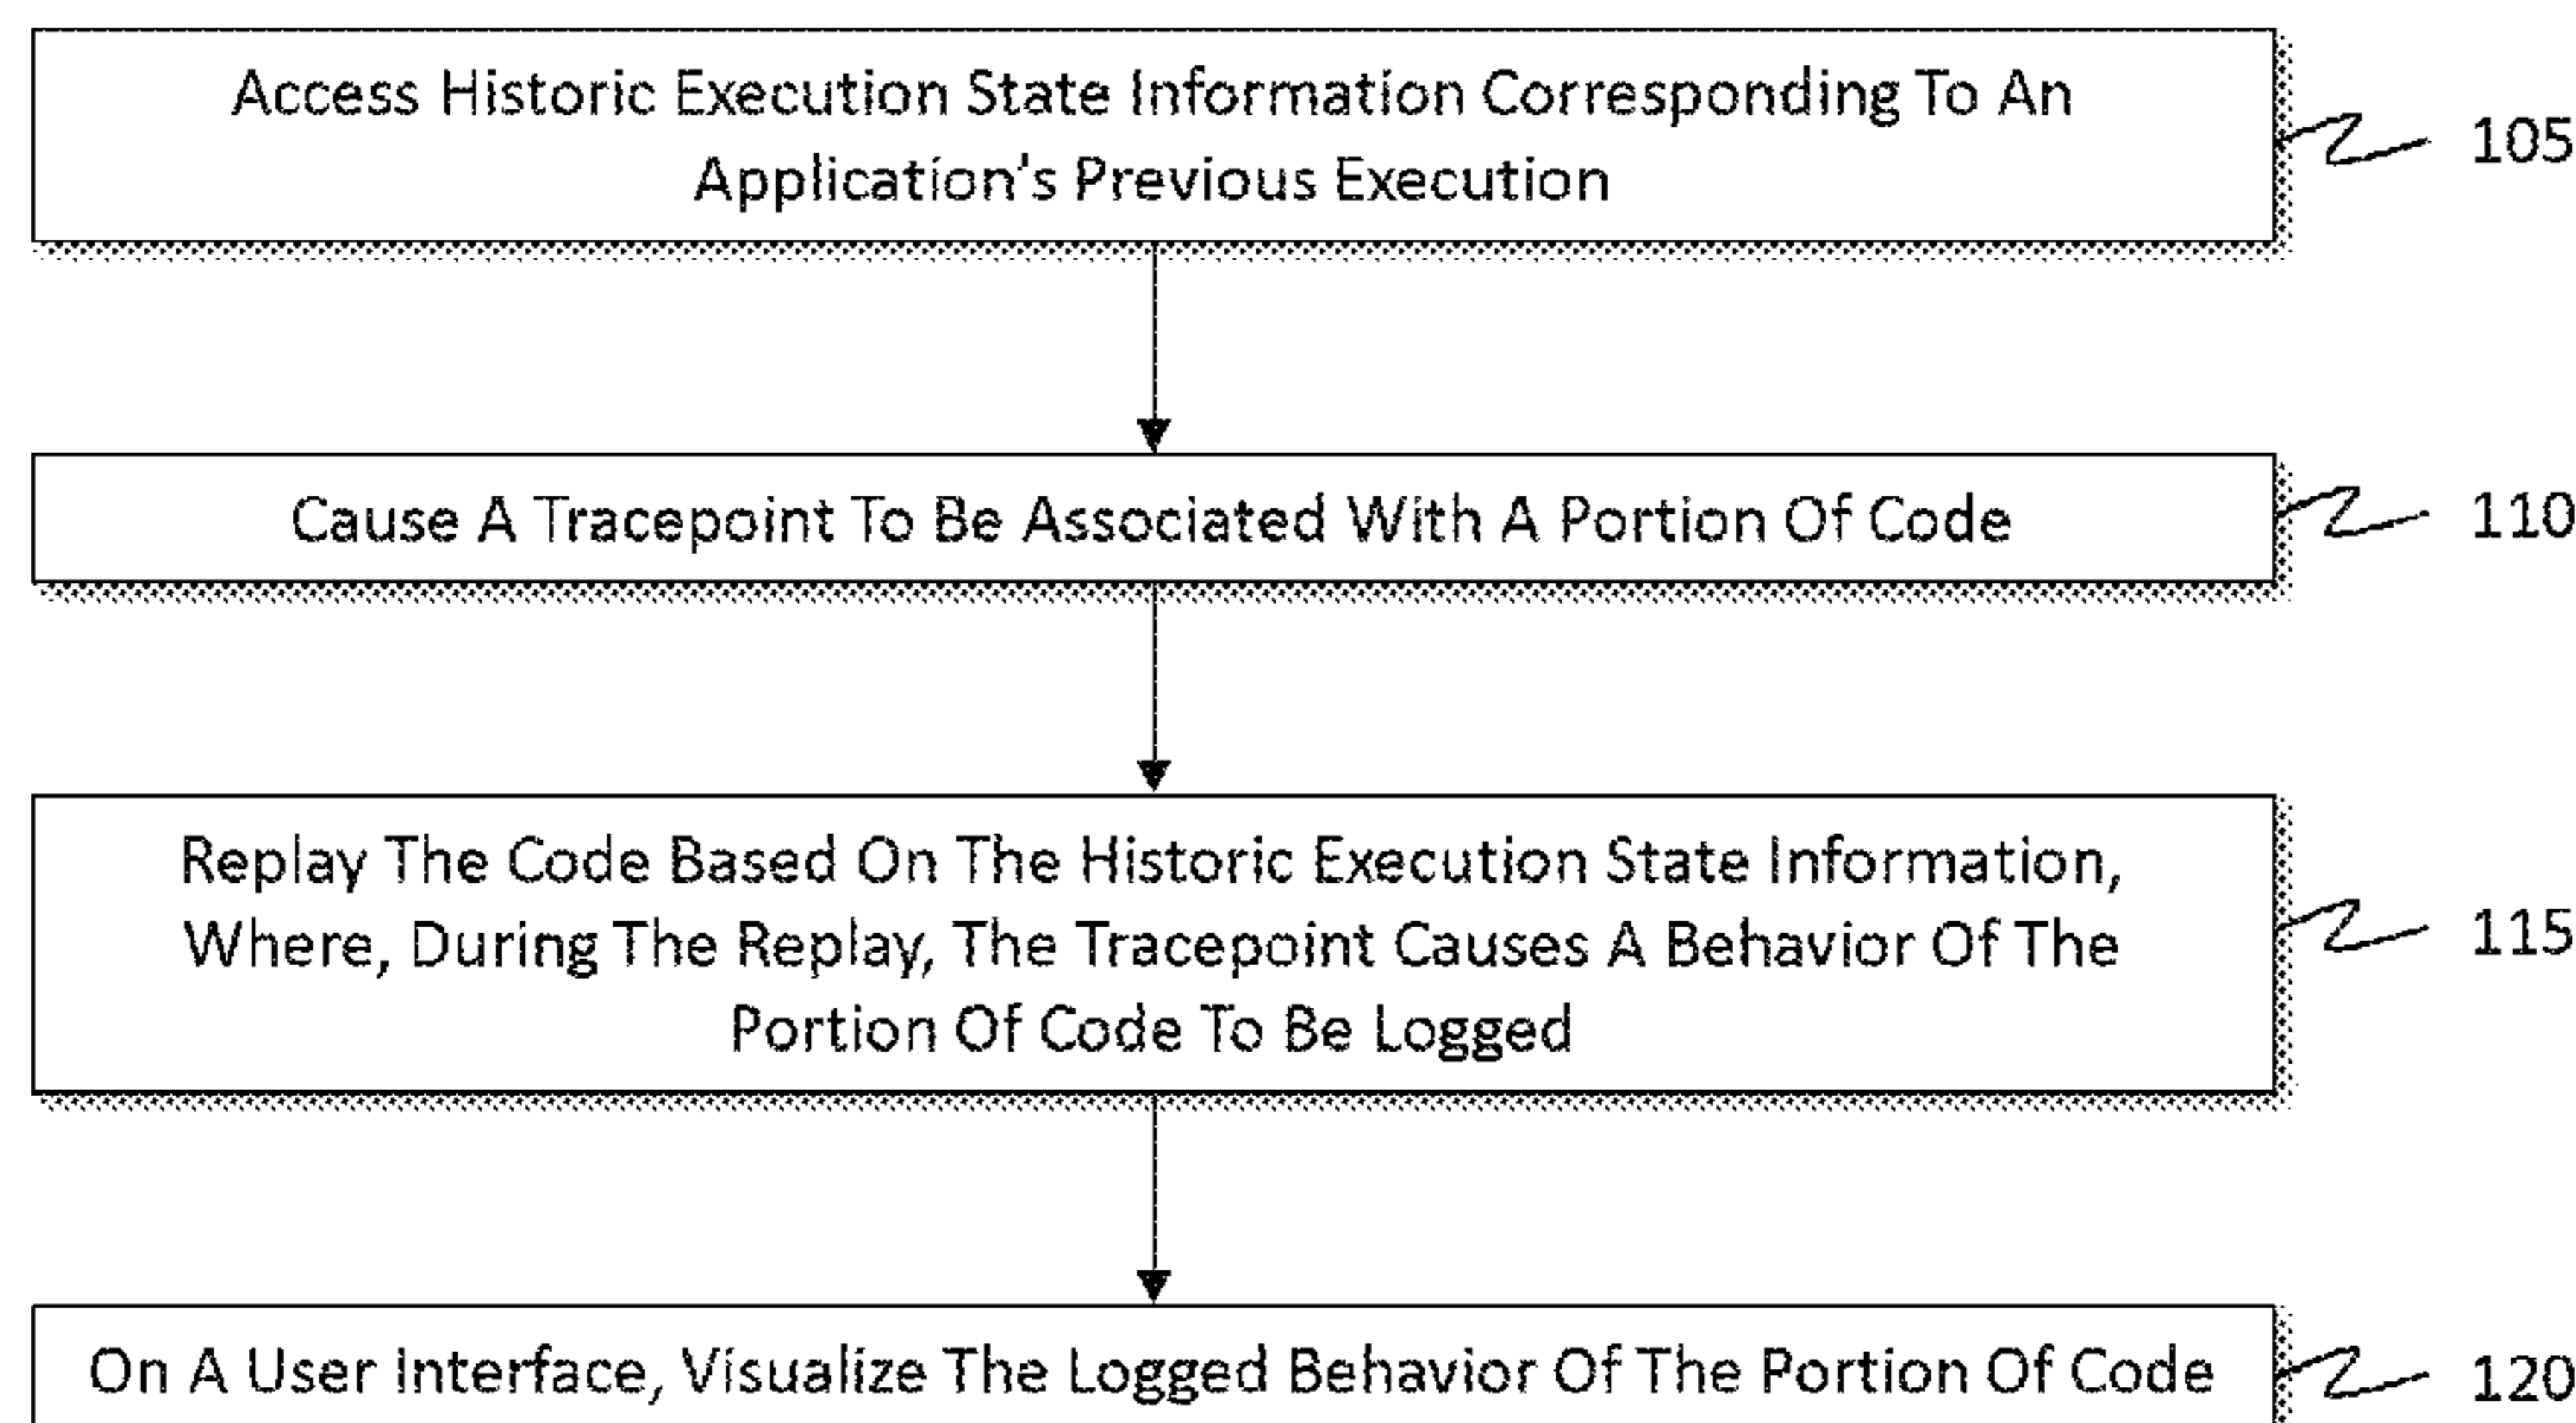 Access Historic Execution State Information Corresponding To An
Application's Previous Execution
105
Cause A Tracepoint To Be Associated With A Portion Of Code
110
Replay The Code Based On The Historic Execution State Information,
Where, During The Replay, The Tracepoint Causes A Behavior Of The
Portion Of Code To Be Logged
115
On A User Interface, Visualize The Logged Behavior Of The Portion Of Code
120